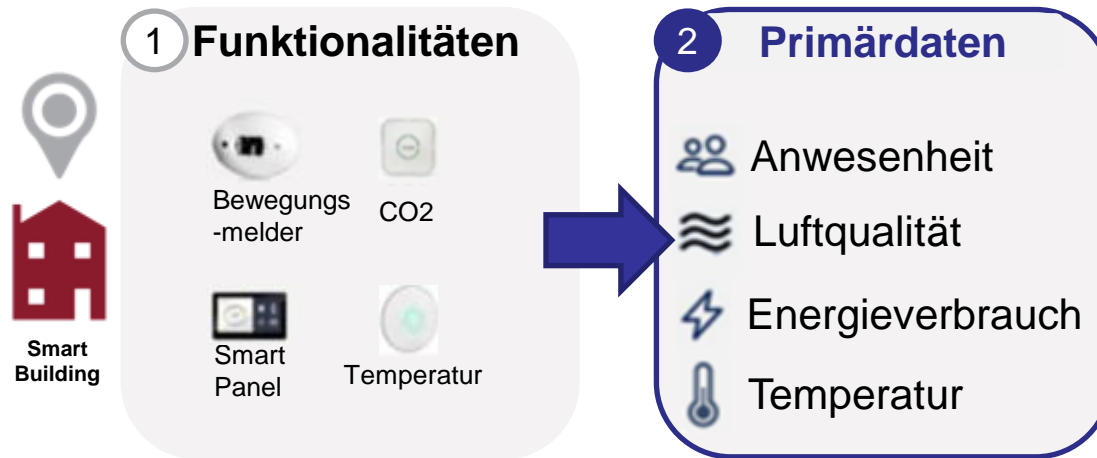 1 Funktionalitäten
Bewegungs
-melder
CO2
Smart
Panel
Temperatur
Smart
Building
2 Primärdaten
Anwesenheit
Luftqualität
Energieverbrauch
Temperatur